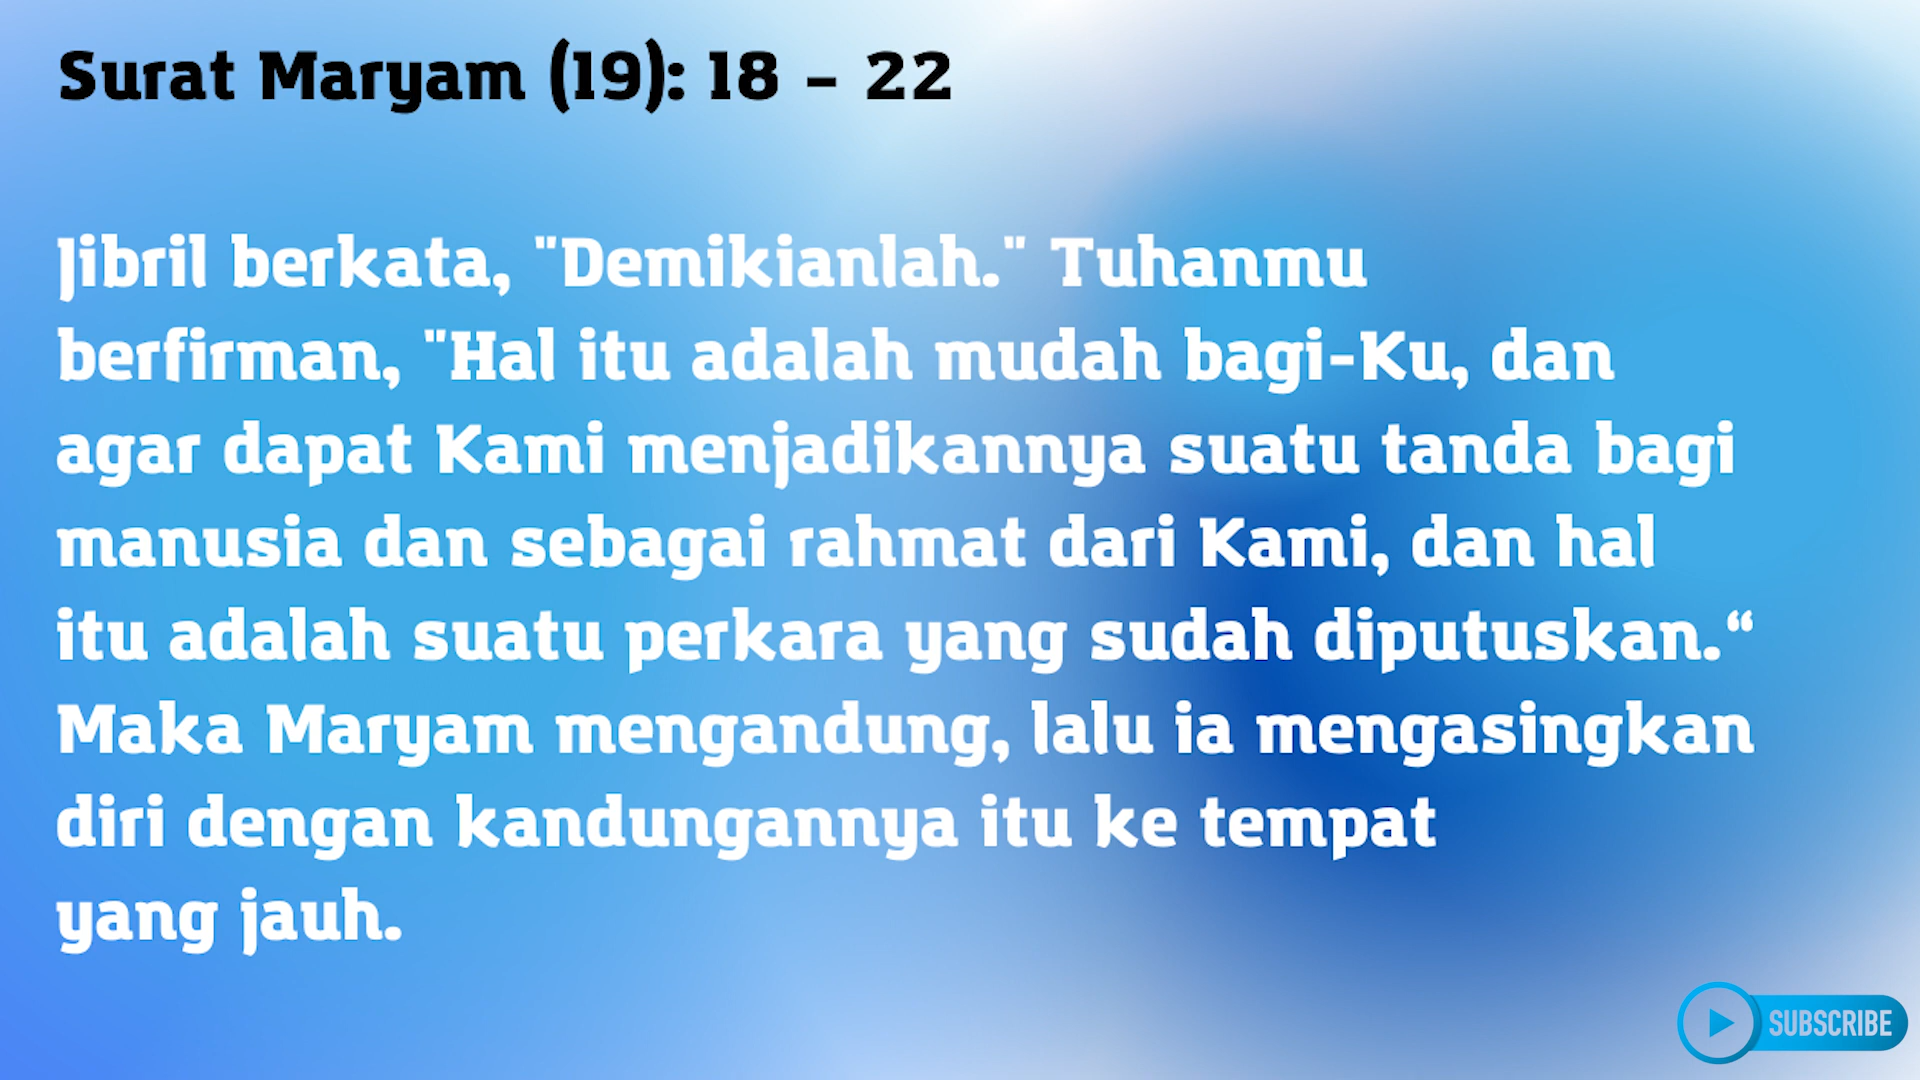 Surat Maryam (19): 18 - 22
Jibril berkata, "Demikianlah." Tuhanmu
berfirman, "Hal itu adalah mudah bagi-Ku, dan
agar dapat Kami menjadikannya suatu tanda bagi
manusia dan sebagai rahmat dari Kami, dan hal
itu adalah suatu perkara yang sudah diputuskan.“
Maka Maryam mengandung, lalu ia mengasingkan
diri dengan kandungannya itu ke tempat
yang jauh.
SUBSCRIBE